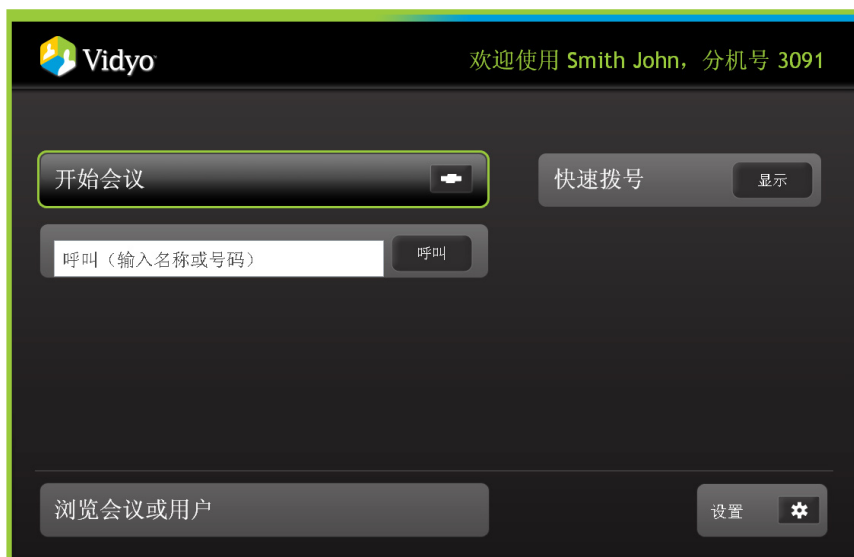 Vidyo
欢迎使用 Smith John，分机号 3091
开始会议
快速拨号
显示
呼叫（输入名称或号码）
呼叫
浏览会议或用户
设置